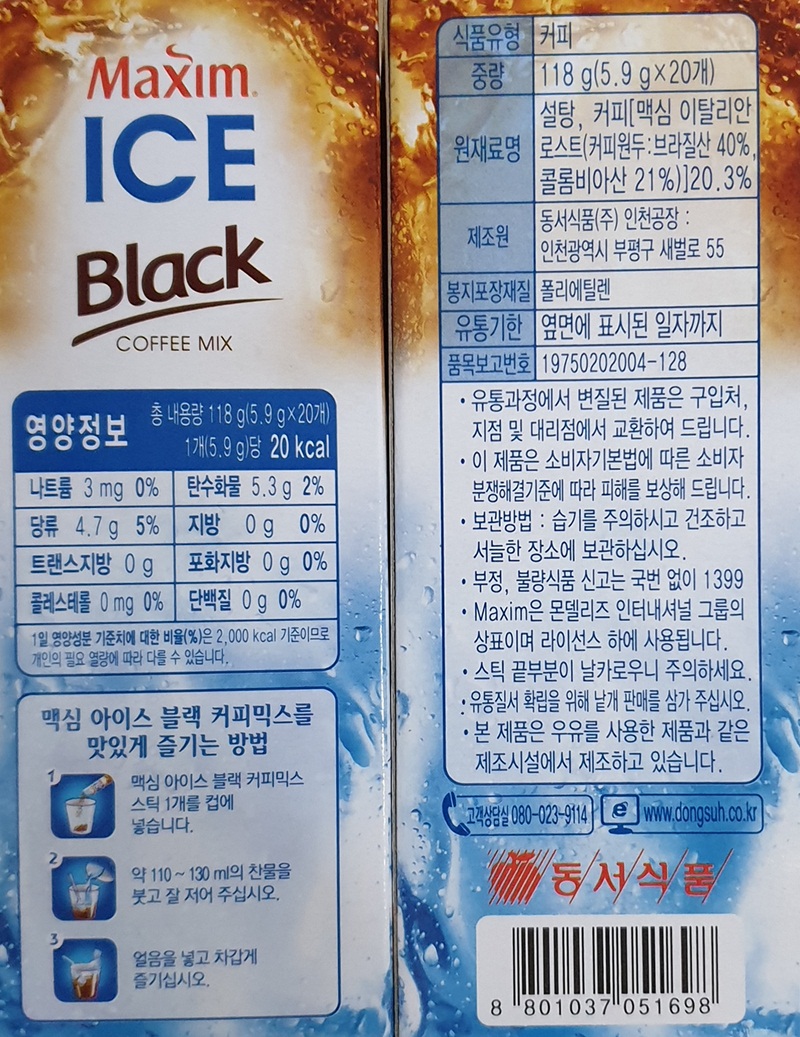 Maxim
ICE
Black
COFFEE MIX
영양정보
총 내용량 118 g(5.9 g×20개)
1개(5.9 g)당 20 kcal
나트륨 3 mg 0% 탄수화물 5.3 g 2%
당류 4.7 g 5% 지방 0 g 0%
트랜스지방 0 g 포화지방 0 g 0%
콜레스테롤 0 mg 0% 단백질 0 g 0%
1일 영양성분 기준치에 대한 비율(%)은 2,000 kcal 기준이므로
개인의 필요 열량에 따라 다를 수 있습니다.
맥심 아이스 블랙 커피믹스를
맛있게 즐기는 방법
1
맥심 아이스 블랙 커피믹스
스틱 1개를 컵에
넣습니다.
2
약 110 ~ 130 ml의 찬물을
붓고 잘 저어 주십시오.
3
얼음을 넣고 차갑게
즐기십시오.
식품유형 커피
중량 118 g(5.9 g×20개)
원재료명 설탕, 커피[맥심 이탈리안
로스트(커피원두:브라질산 40%,
콜롬비아산 21%)]20.3%
제조원 동서식품(주) 인천공장 :
인천광역시 부평구 새벌로 55
봉지포장재질 폴리에틸렌
유통기한 옆면에 표시된 일자까지
품목보고번호 19750202004-128
• 유통과정에서 변질된 제품은 구입처,
지점 및 대리점에서 교환하여 드립니다.
• 이 제품은 소비자기본법에 따른 소비자
분쟁해결기준에 따라 피해를 보상해 드립니다.
• 보관방법 : 습기를 주의하시고 건조하고
서늘한 장소에 보관하십시오.
• 부정, 불량식품 신고는 국번 없이 1399
• Maxim은 몬델리즈 인터내셔널 그룹의
상표이며 라이선스 하에 사용됩니다.
• 스틱 끝부분이 날카로우니 주의하세요.
• 유통질서 확립을 위해 낱개 판매를 삼가 주십시오.
• 본 제품은 우유를 사용한 제품과 같은
제조시설에서 제조하고 있습니다.
고객상담실 080-023-9114
e www.dongsuh.co.kr
동서식품
8 801037 051698